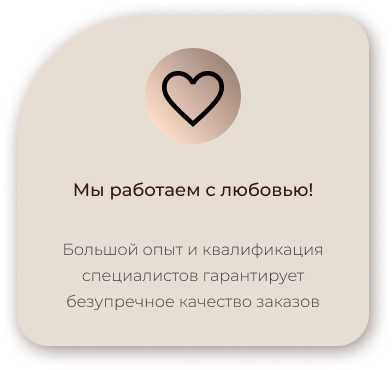 Мы работаем с любовью!
Большой опыт и квалификация
специалистов гарантирует
безупречное качество заказов